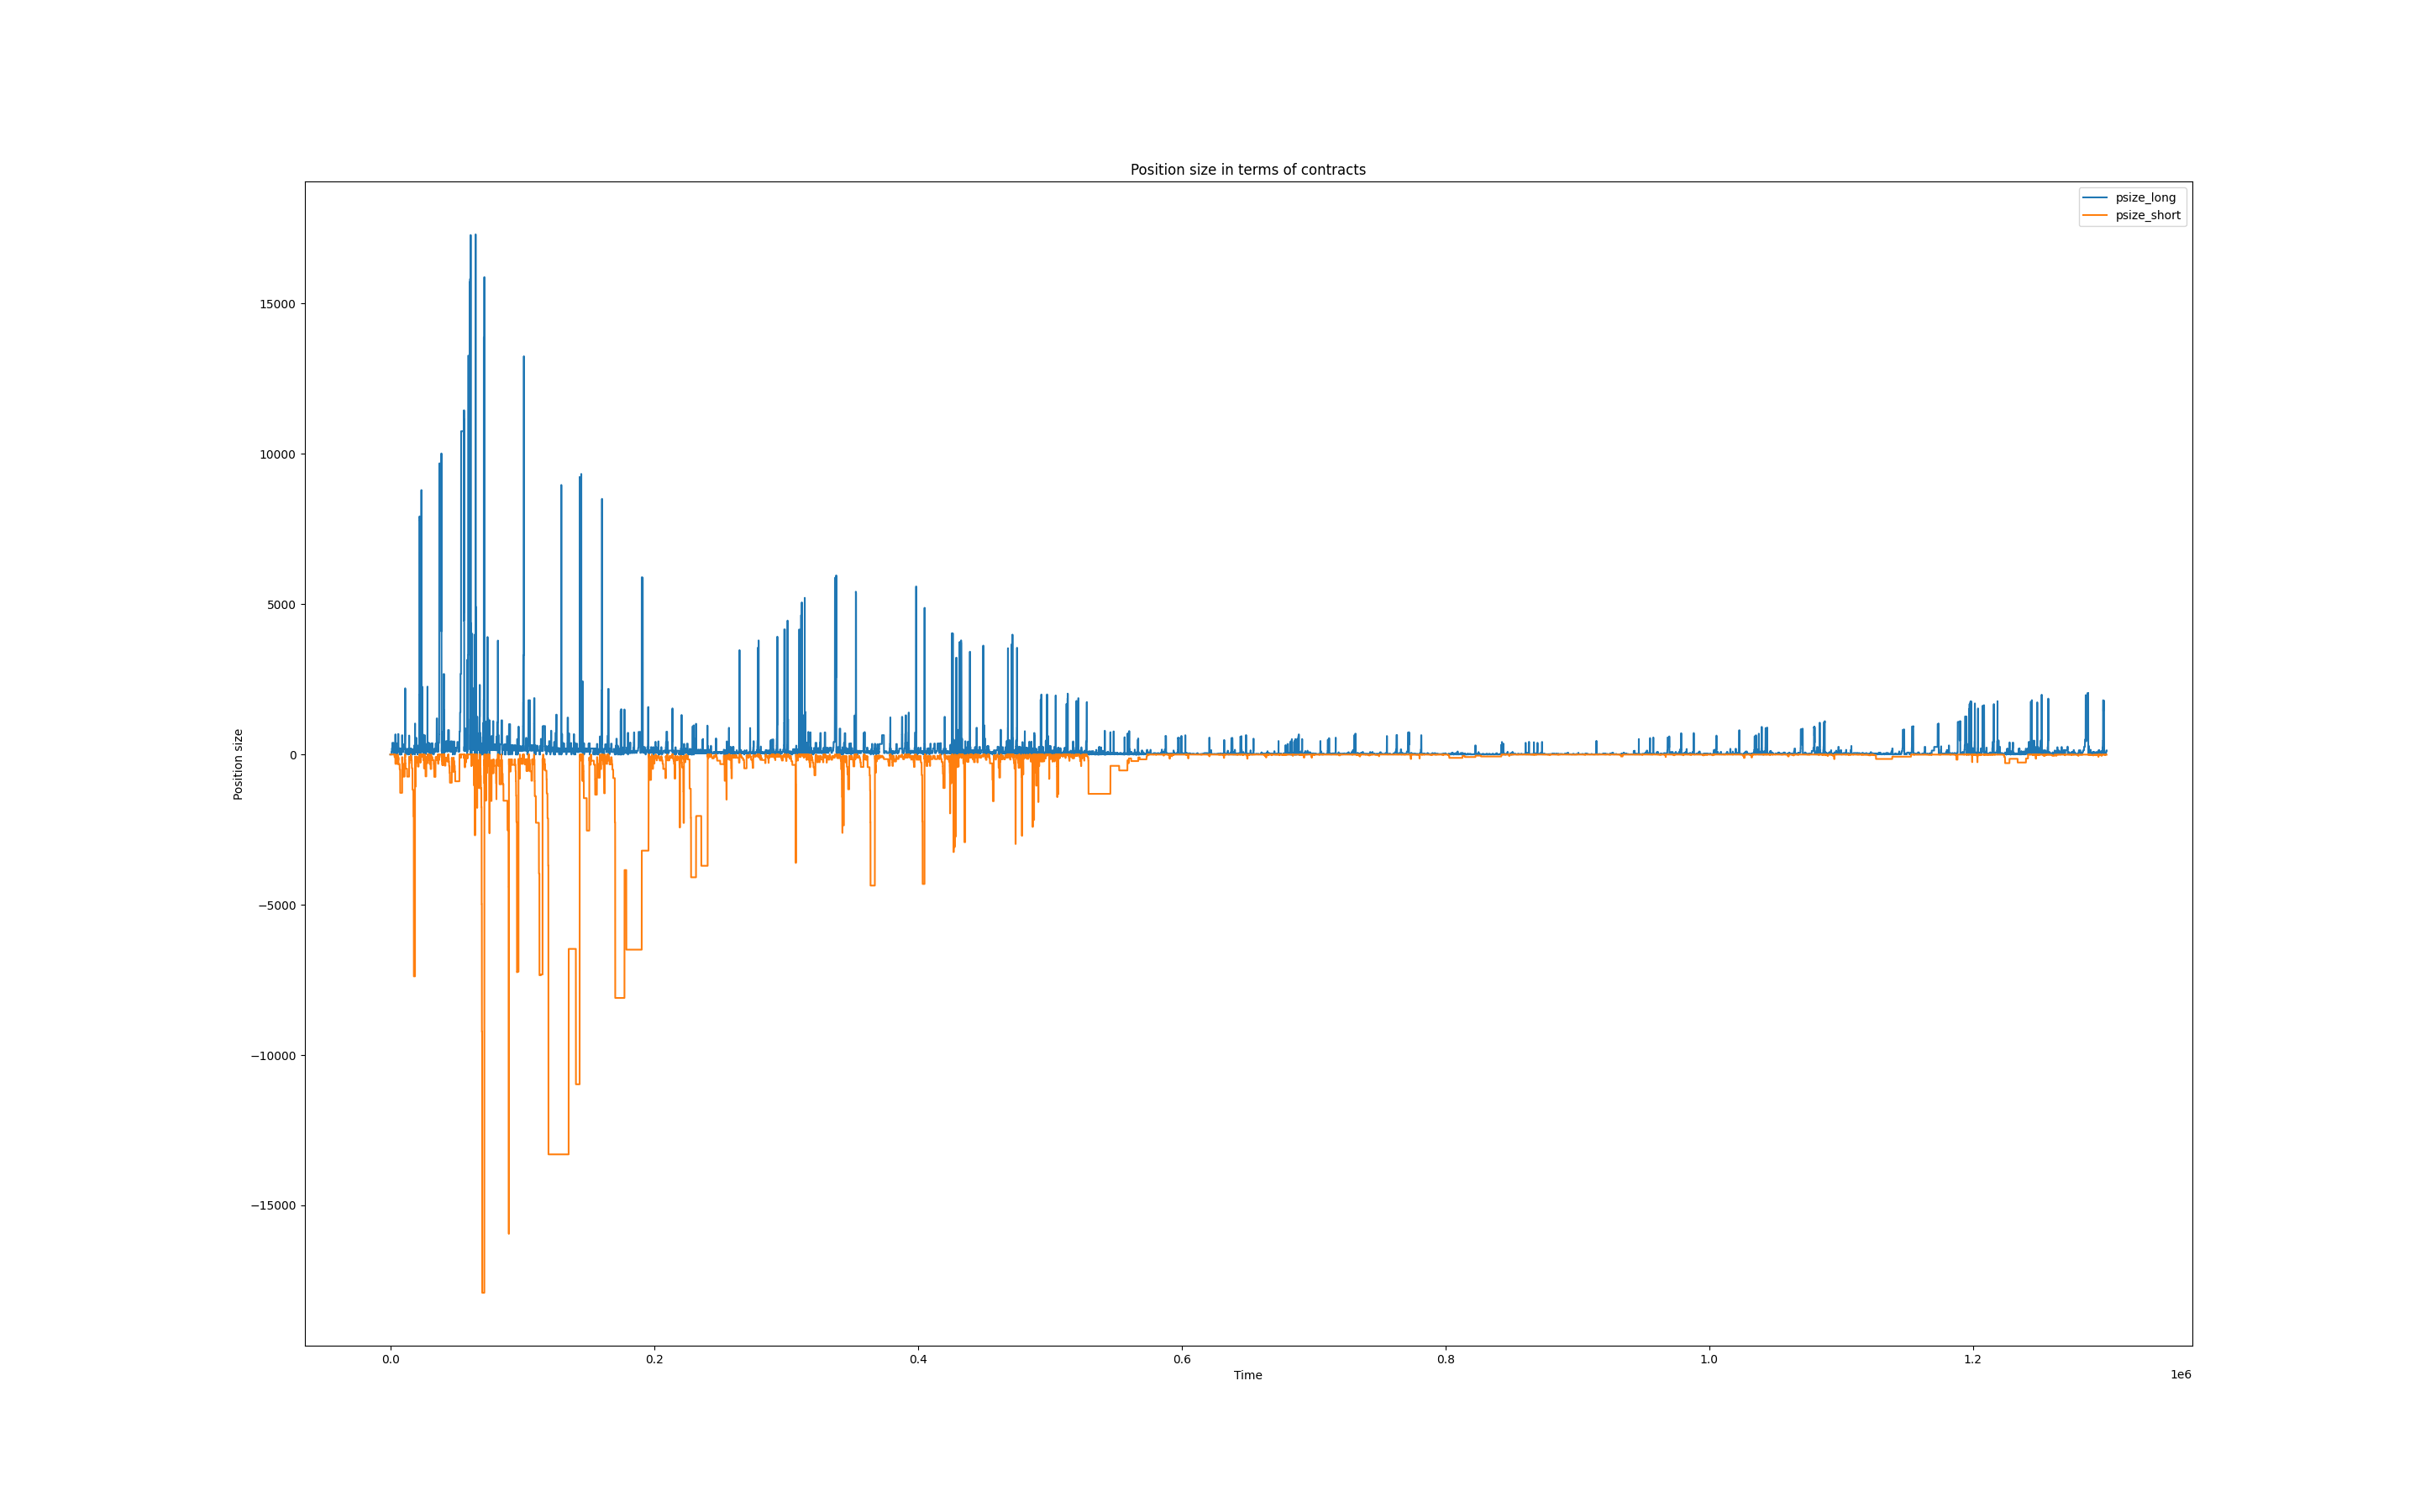 Position size in terms of contracts
psize_long
psize_short
15000
10000
5000
0
−5000
−10000
−15000
Position size
0.0 0.2 0.4 0.6 0.8 1.0 1.2
Time
1e6